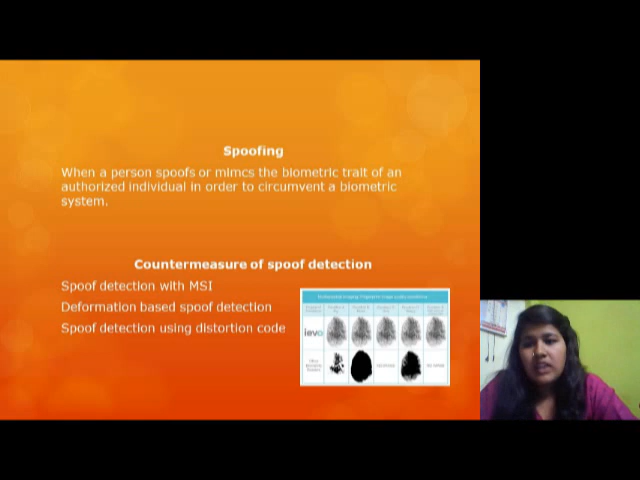 Spoofing
When a person spoofs or mimcs the biometric trait of an
authorized individual in order to circumvent a biometric
system.
Countermeasure of spoof detection
Spoof detection with MSI
Deformation based spoof detection
Spoof detection using distortion code
ievo